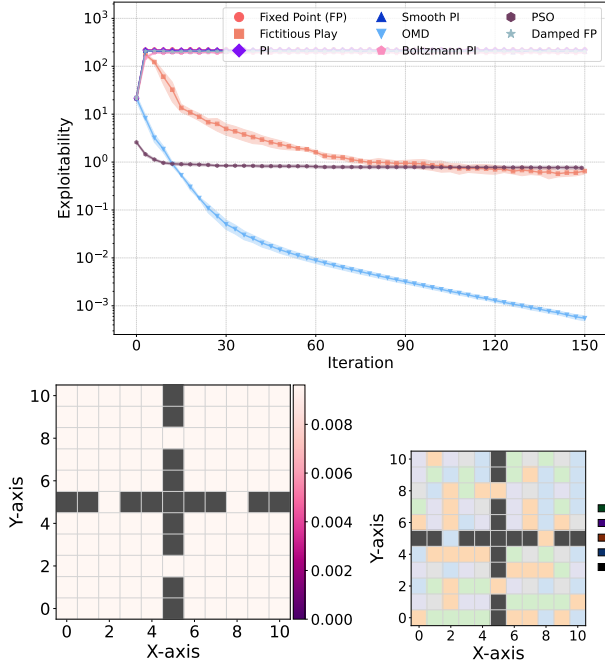 Fixed Point (FP)
Fictitious Play
PI
Smooth PI
OMD
Boltzmann PI
PSO
Damped FP
Exploitability
10³
10²
10¹
10⁰
10⁻¹
10⁻²
10⁻³
0 30 60 90 120 150
Iteration
Y-axis
10
8
6
4
2
0
0 2 4 6 8 10
X-axis
0.008
0.006
0.004
0.002
0.000
Y-axis
10
8
6
4
2
0
0 2 4 6 8 10
X-axis